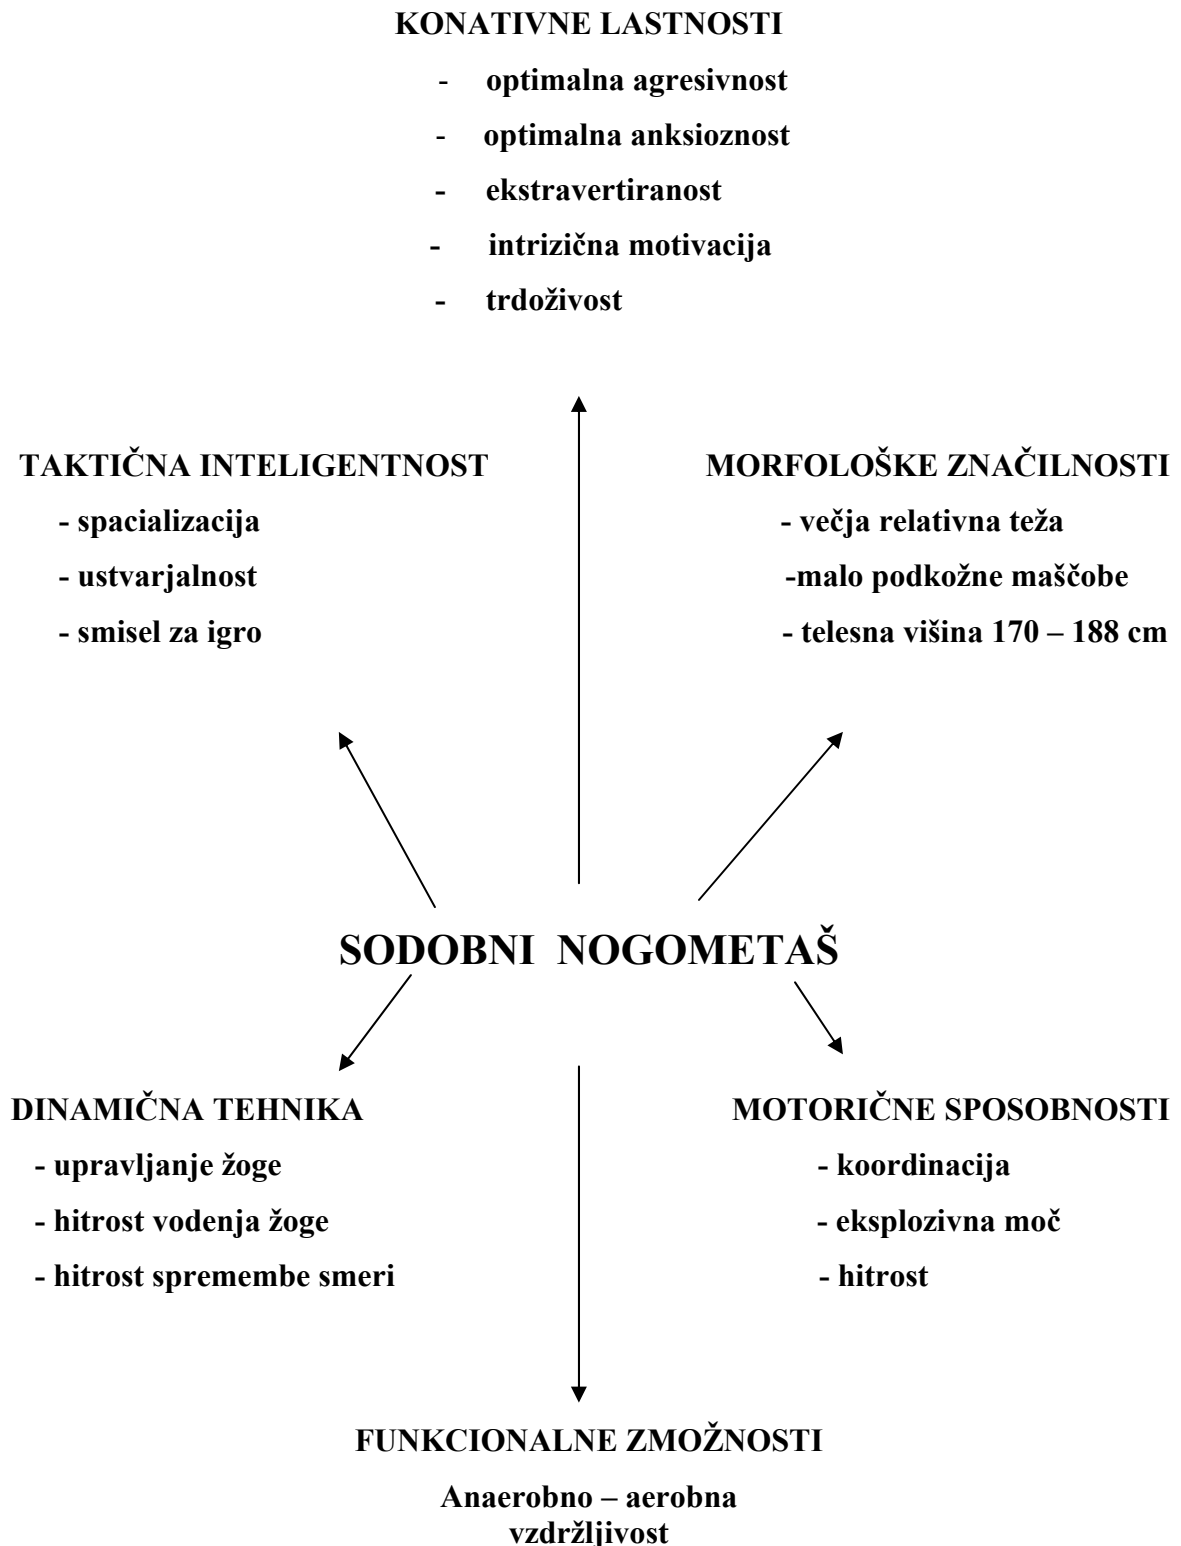 KONATIVNE LASTNOSTI
- optimalna agresivnost
- optimalna anksioznost
- ekstravertiranost
- intrizična motivacija
- trdoživost
TAKTIČNA INTELIGENTNOST
- spacializacija
- ustvarjalnost
- smisel za igro
MORFOLOŠKE ZNAČILNOSTI
- večja relativna teža
-malo podkožne maščobe
- telesna višina 170 – 188 cm
SODOBNI NOGOMETAŠ
DINAMIČNA TEHNIKA
- upravljanje žoge
- hitrost vodenja žoge
- hitrost spremembe smeri
MOTORIČNE SPOSOBNOSTI
- koordinacija
- eksplozivna moč
- hitrost
FUNKCIONALNE ZMOŽNOSTI
Anaerobno – aerobna
vzdržljivost